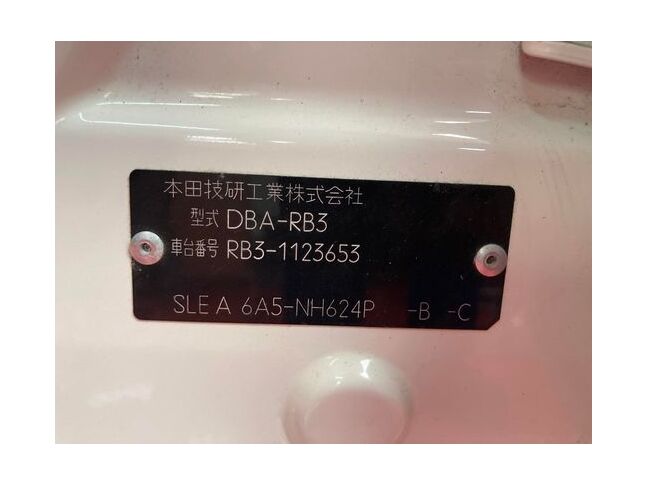 本田技研工業株式会社
型式 DBA-RB3
車台番号 RB3-1123653
SLE A 6A5-NH624P -B -C